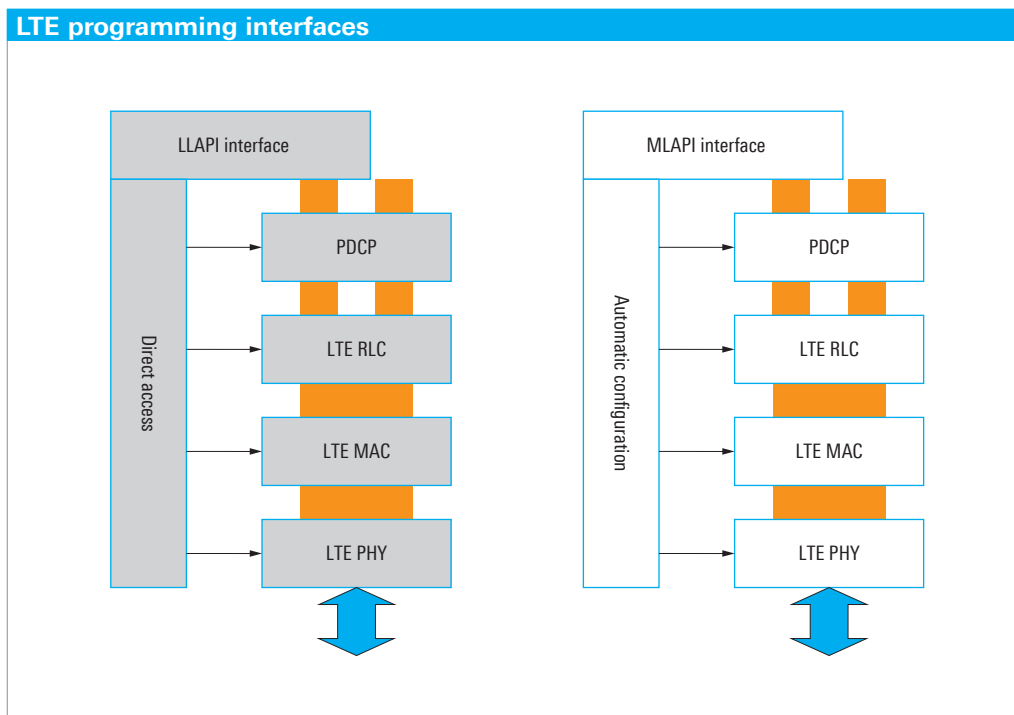 LTE programming interfaces
LLAPI interface
Direct access
PDCP
LTE RLC
LTE MAC
LTE PHY
MLAPI interface
Automatic configuration
PDCP
LTE RLC
LTE MAC
LTE PHY